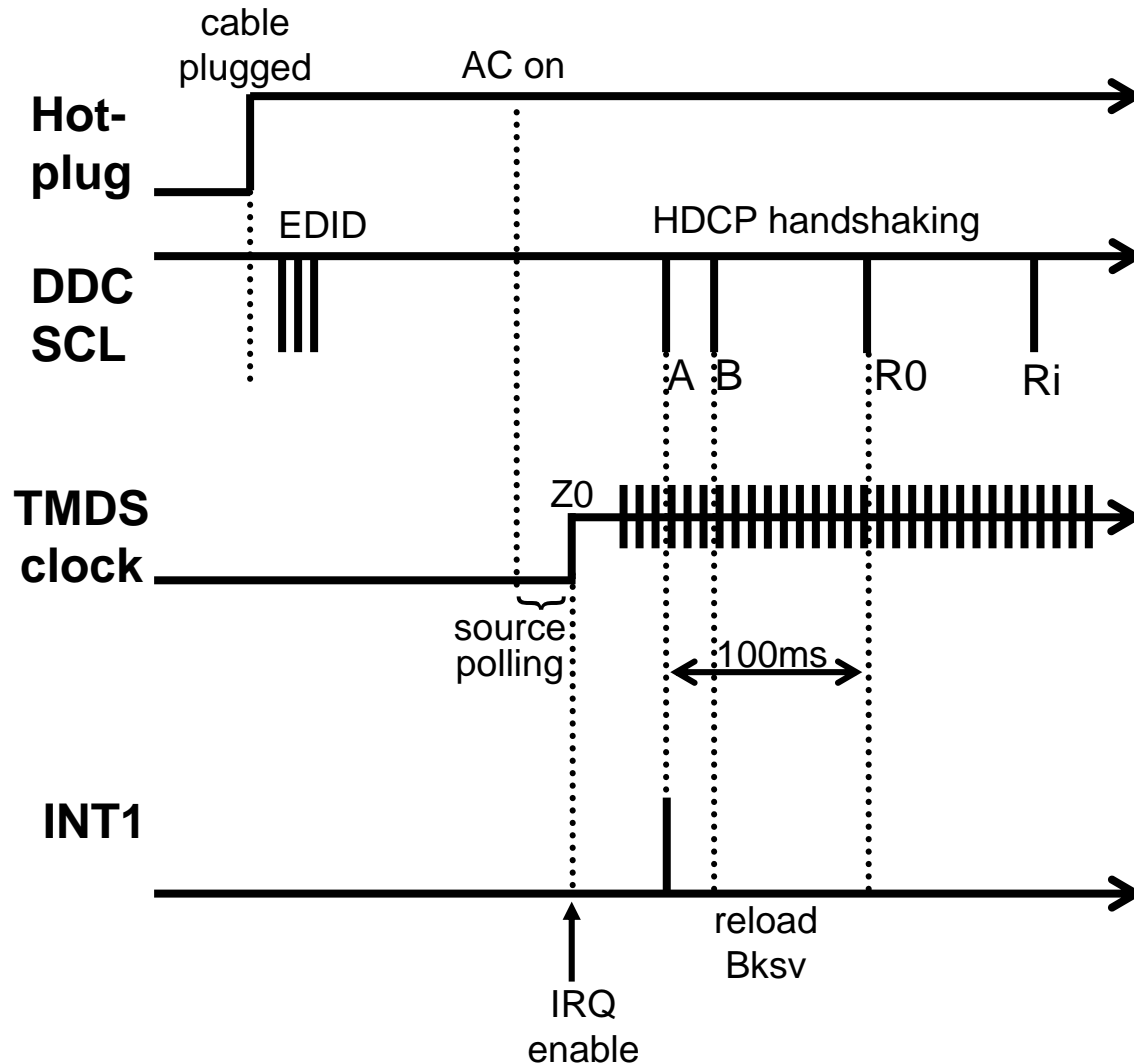 cable
plugged
AC on
Hot-
plug
EDID
HDCP handshaking
DDC
SCL
A
B
R0
Ri
Z0
TMDS
clock
source
polling
100ms
INT1
reload
Bksv
IRQ
enable